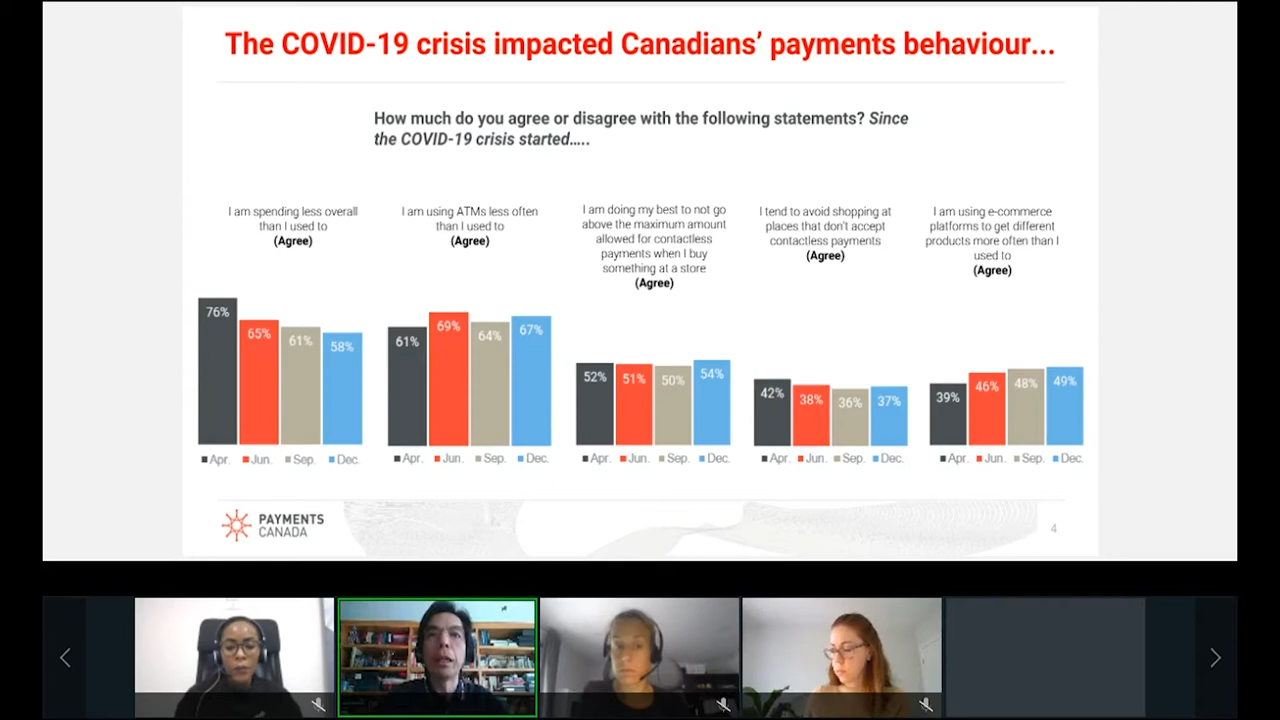 The COVID-19 crisis impacted Canadians’ payments behaviour...
How much do you agree or disagree with the following statements? Since
the COVID-19 crisis started.....
I am spending less overall
than I used to
(Agree)
76%
65%
61%
58%
Apr. Jun. Sep. Dec.
I am using ATMs less often
than I used to
(Agree)
61%
69%
64%
67%
Apr. Jun. Sep. Dec.
I am doing my best to not go
above the maximum amount
allowed for contactless
payments when I buy
something at a store
(Agree)
52%
51%
50%
54%
Apr. Jun. Sep. Dec.
I tend to avoid shopping at
places that don't accept
contactless payments
(Agree)
42%
38%
36%
37%
Apr. Jun. Sep. Dec.
I am using e-commerce
platforms to get different
products more often than I
used to
(Agree)
39%
46%
48%
49%
Apr. Jun. Sep. Dec.
PAYMENTS
CANADA
4